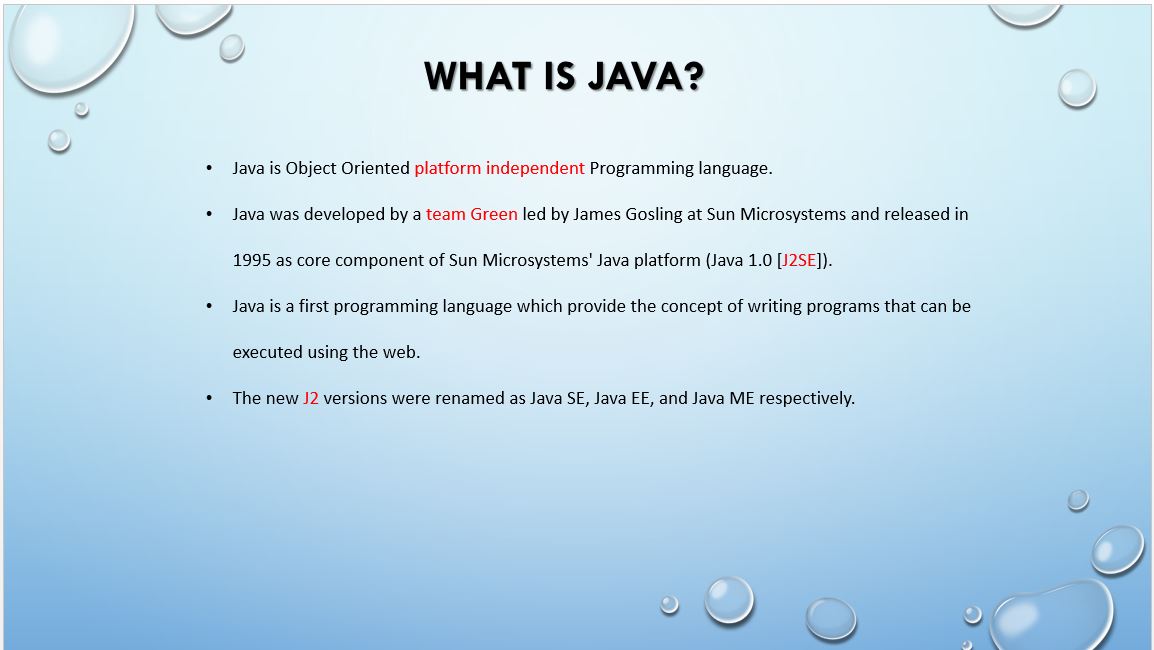 WHAT IS JAVA?
• Java is Object Oriented platform independent Programming language.
• Java was developed by a team Green led by James Gosling at Sun Microsystems and released in
1995 as core component of Sun Microsystems' Java platform (Java 1.0 [J2SE]).
• Java is a first programming language which provide the concept of writing programs that can be
executed using the web.
• The new J2 versions were renamed as Java SE, Java EE, and Java ME respectively.